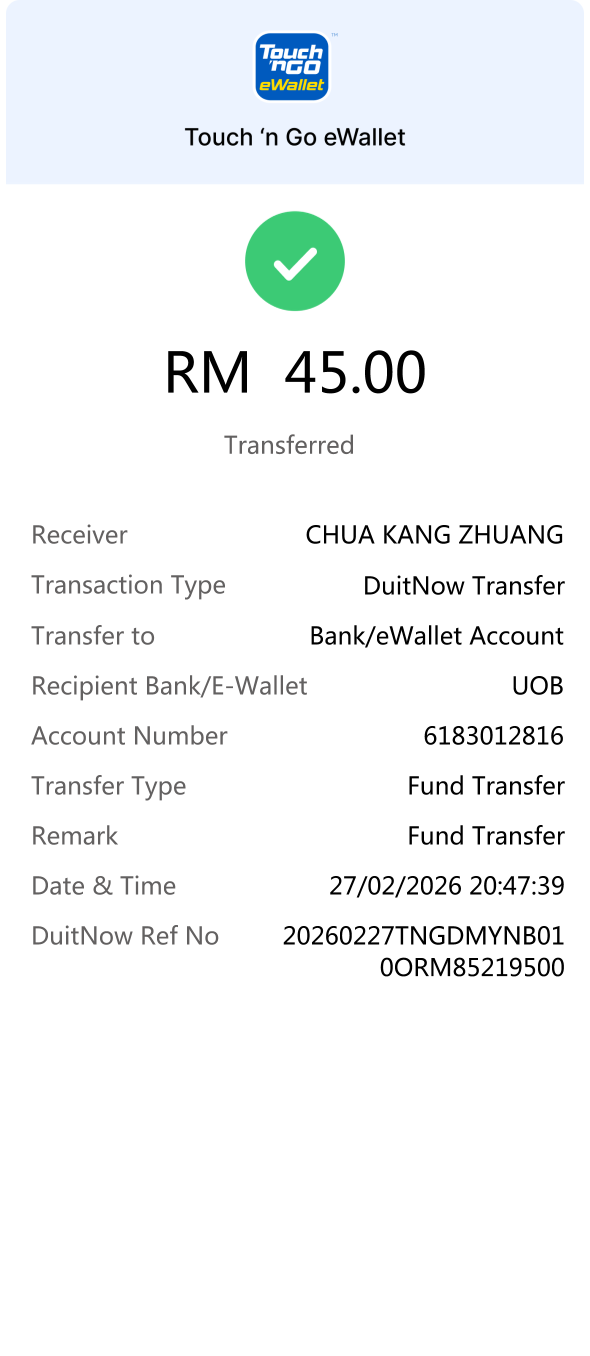 Touch
'nGO
eWallet
TM
Touch ‘n Go eWallet
RM 45.00
Transferred
Receiver CHUA KANG ZHUANG
Transaction Type DuitNow Transfer
Transfer to Bank/eWallet Account
Recipient Bank/E-Wallet UOB
Account Number 6183012816
Transfer Type Fund Transfer
Remark Fund Transfer
Date & Time 27/02/2026 20:47:39
DuitNow Ref No 20260227TNGDMYNB01
0ORM85219500